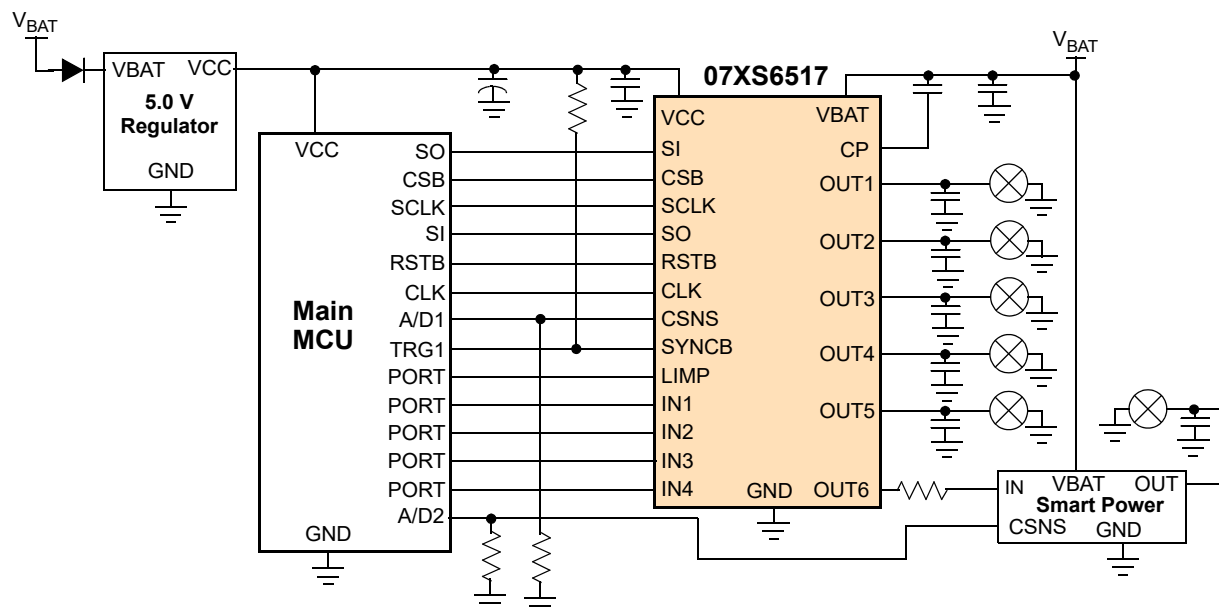 VBAT
VBAT VCC
5.0 V
Regulator
GND
VCC
SO
CSB
SCLK
SI
RSTB
CLK
A/D1
TRG1
PORT
PORT
PORT
PORT
PORT
A/D2
Main
MCU
GND
07XS6517
VCC
SI
CSB
SCLK
SO
RSTB
CLK
CSNS
SYNCB
LIMP
IN1
IN2
IN3
IN4
GND
VBAT
CP
OUT1
OUT2
OUT3
OUT4
OUT5
OUT6
VBAT
IN VBAT OUT
Smart Power
CSNS GND